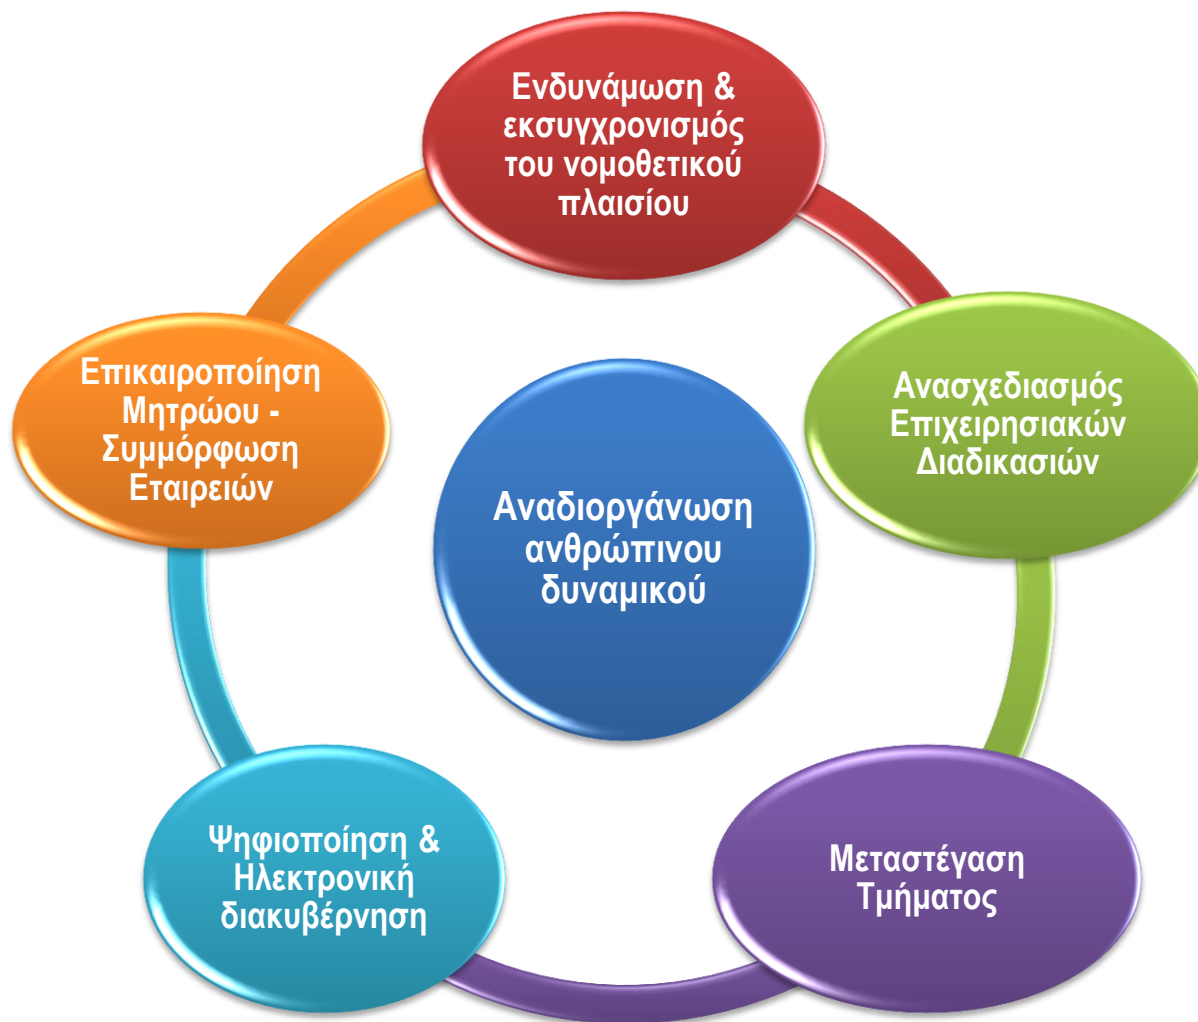 Ενδυνάμωση &
εκσυγχρονισμός
του νομοθετικού
πλαισίου
Ανασχεδιασμός
Επιχειρησιακών
Διαδικασιών
Μεταστέγαση
Τμήματος
Ψηφιοποίηση &
Ηλεκτρονική
διακυβέρνηση
Επικαιροποίηση
Μητρώου -
Συμμόρφωση
Εταιρειών
Αναδιοργάνωση
ανθρώπινου
δυναμικού